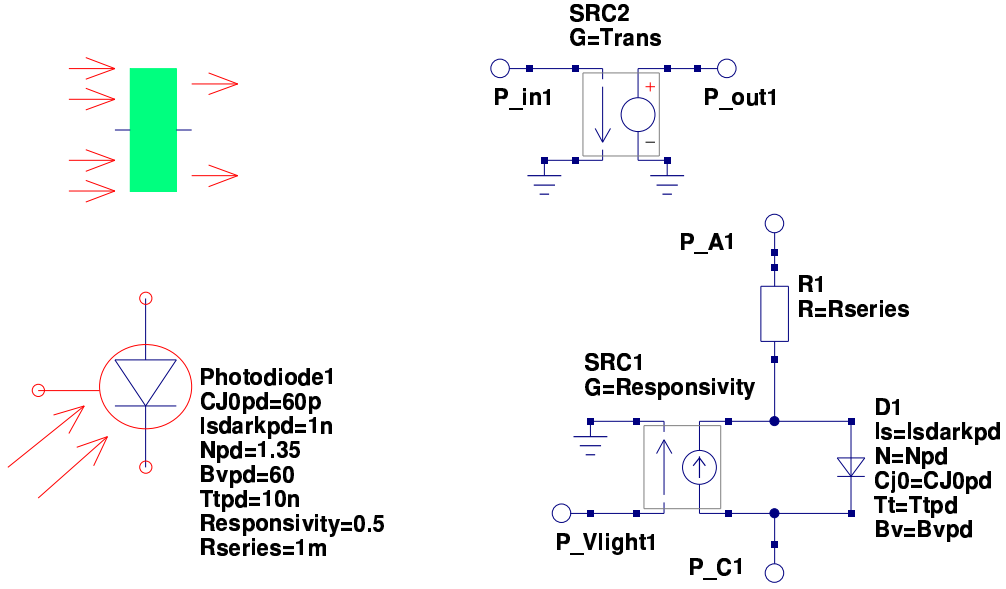 SRC2
G=Trans
P_in1
P_out1
+
−
P_A1
R1
R=Rseries
SRC1
G=Responsivity
P_Vlight1
P_C1
D1
Is=Isdarkpd
N=Npd
Cj0=CJ0pd
Tt=Ttpd
Bv=Bvpd
Photodiode1
CJ0pd=60p
Isdarkpd=1n
Npd=1.35
Bvpd=60
Ttpd=10n
Responsivity=0.5
Rseries=1m